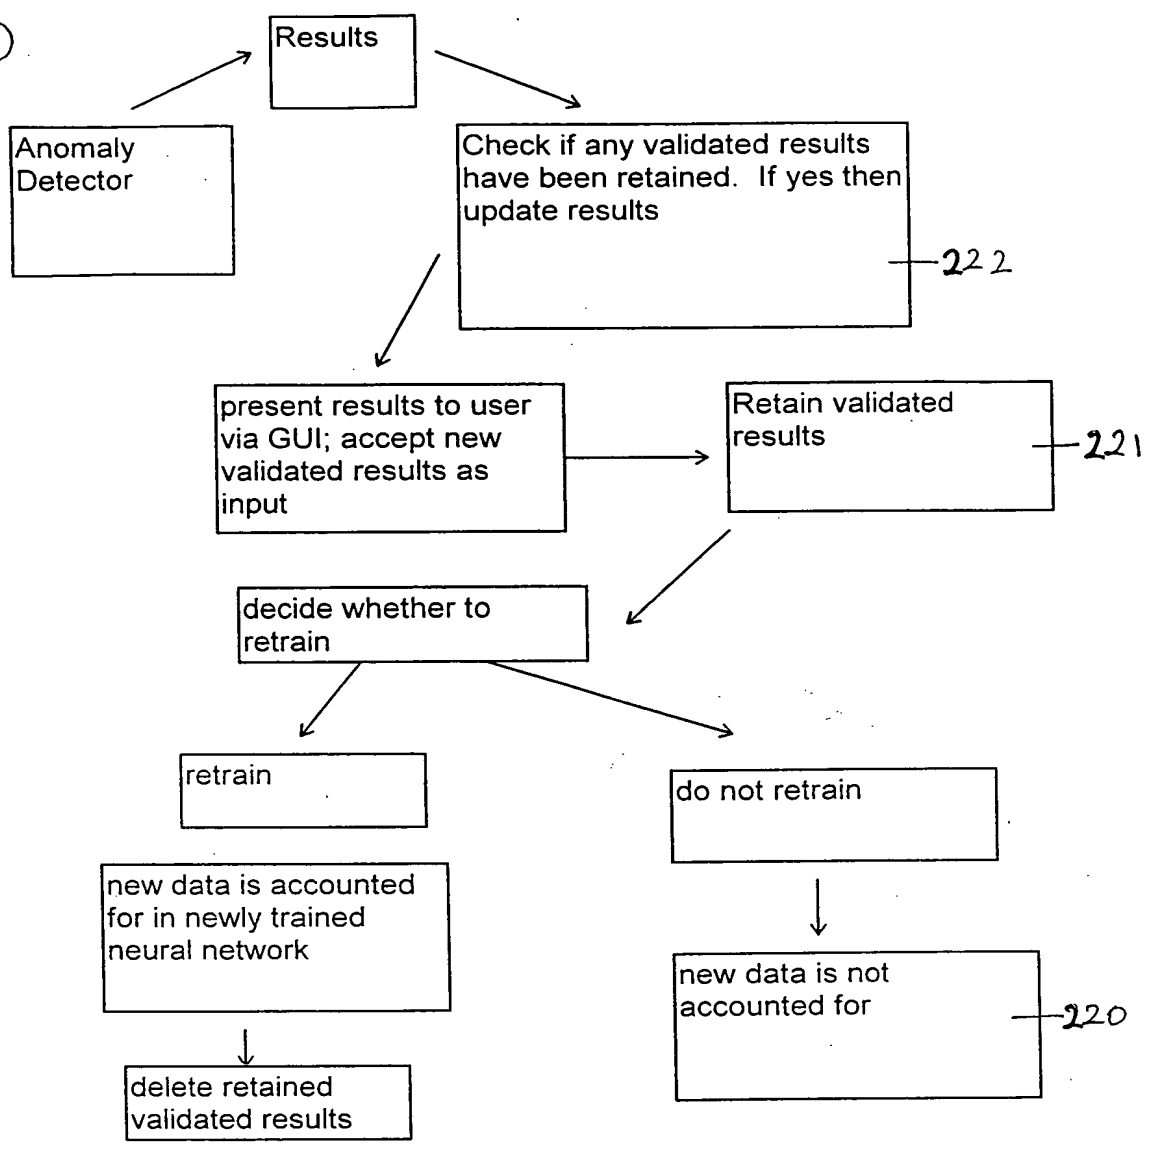 Results
Anomaly
Detector
Check if any validated results
have been retained. If yes then
update results
222
present results to user
via GUI; accept new
validated results as
input
Retain validated
results
221
decide whether to
retrain
retrain
do not retrain
new data is accounted
for in newly trained
neural network
new data is not
accounted for
220
delete retained
validated results